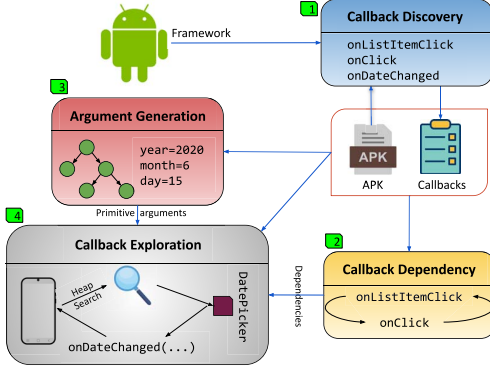 1
Callback Discovery
onListItemClick
onClick
onDateChanged
Framework
3
Argument Generation
year=2020
month=6
day=15
APK
APK
Callbacks
Primitive arguments
4
Callback Exploration
Heap
Search
DatePicker
onDateChanged(...)
Dependencies
2
Callback Dependency
onListItemClick
onClick